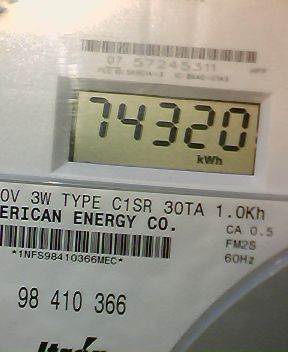 07 57245311
74320
kWh
0V 3W TYPE C1SR 30TA 1.0Kh
ERICAN ENERGY CO.
CA 0.5
FM2S
*1NFS98410366MEC*
60Hz
98 410 366
Itrón